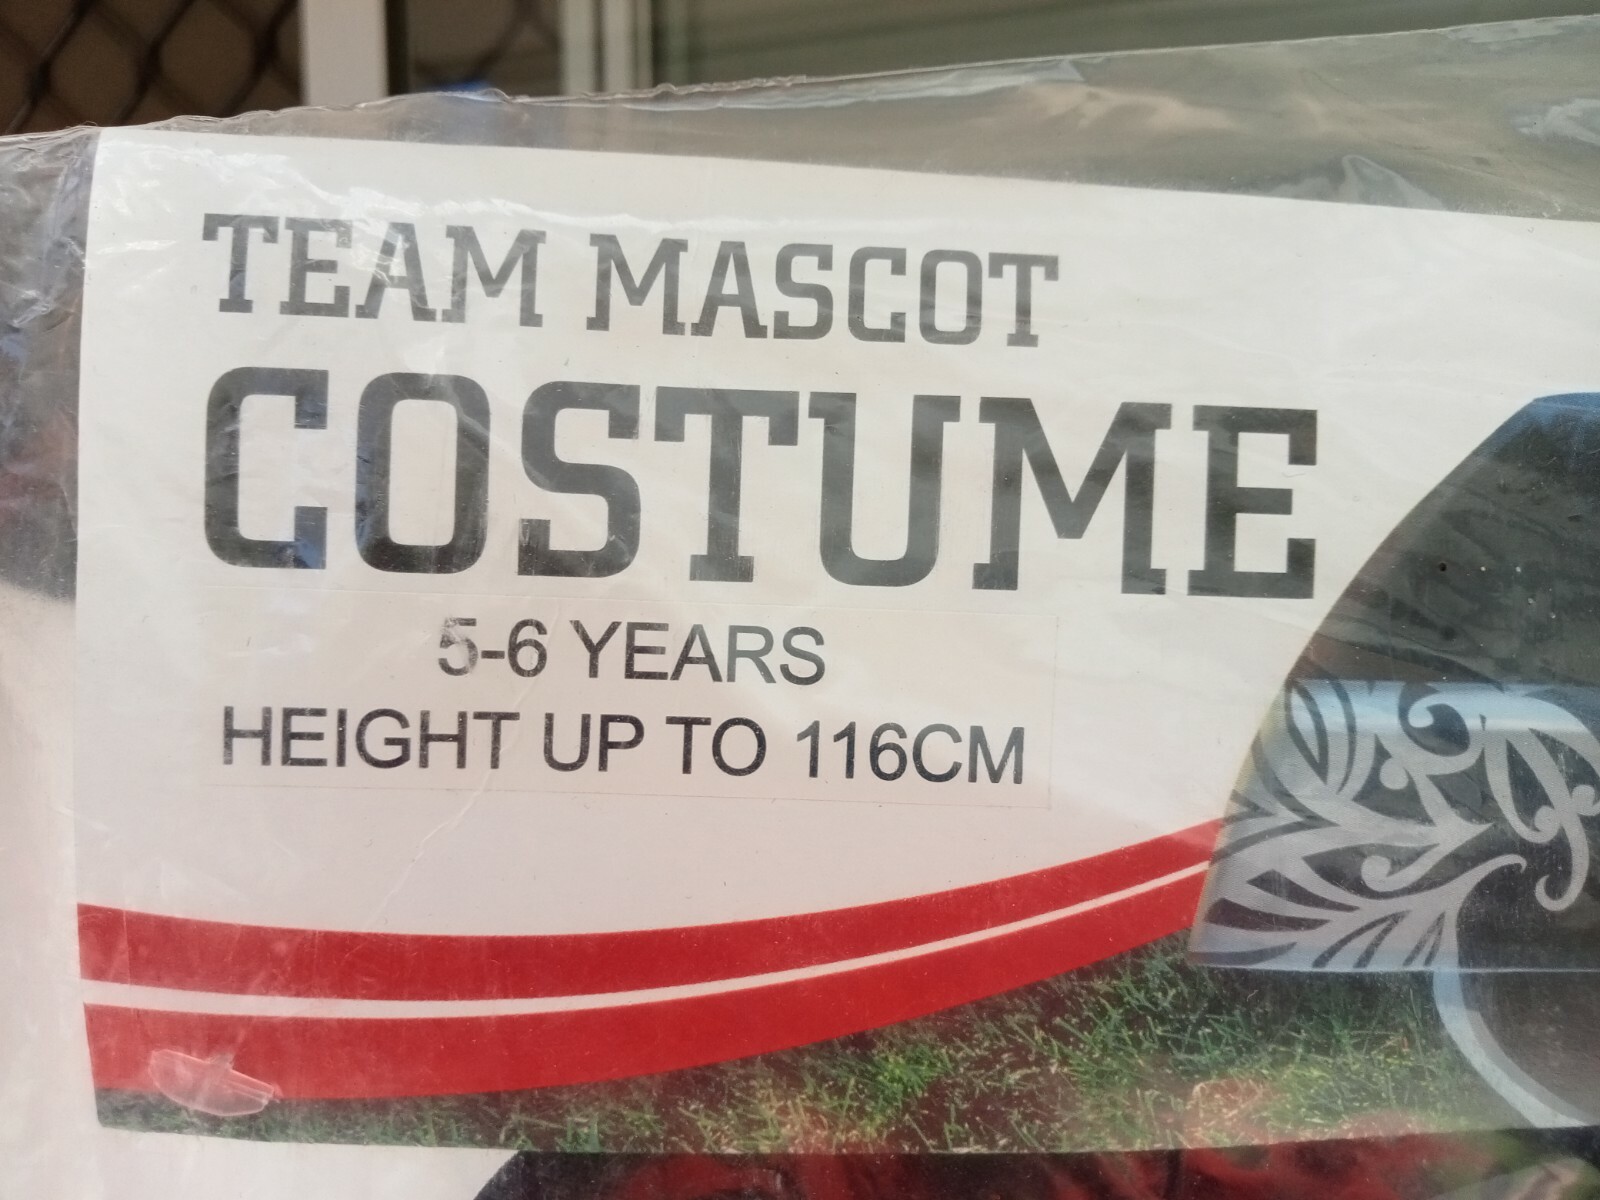 TEAM MASCOT
COSTUME
5-6 YEARS
HEIGHT UP TO 116CM